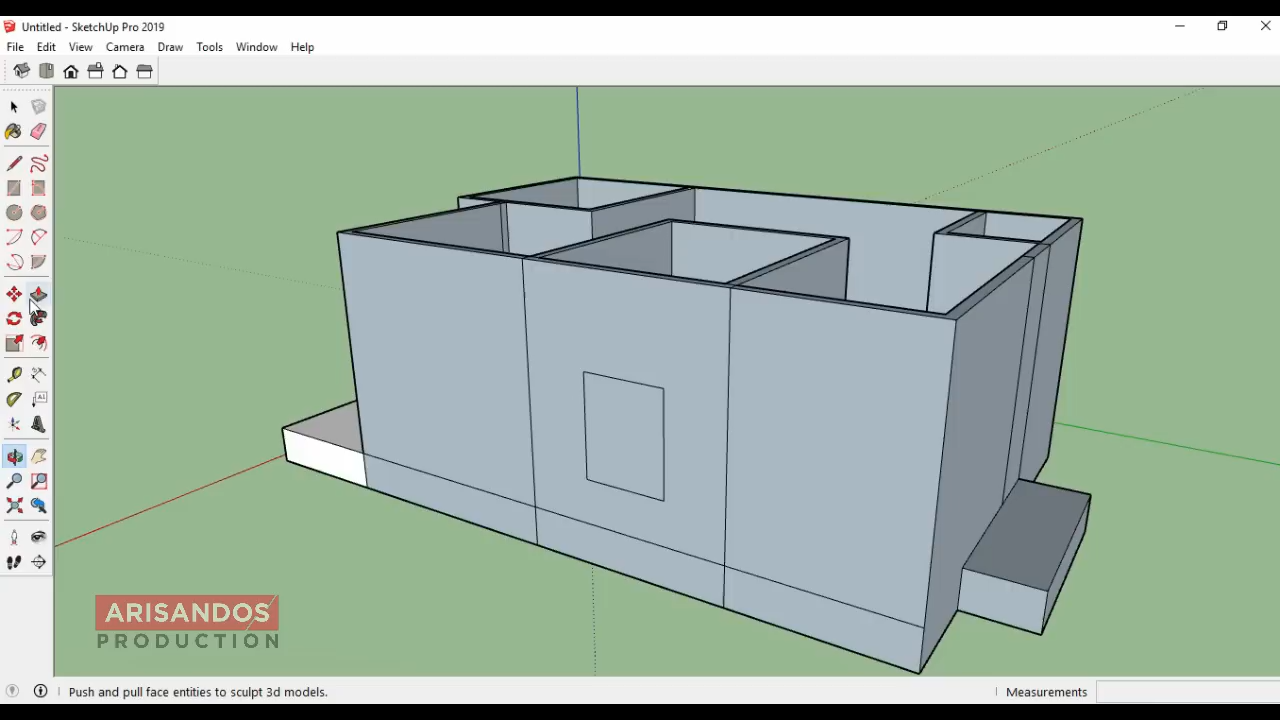 Untitled - SketchUp Pro 2019
File Edit View Camera Draw Tools Window Help
A1
ARISANDOS
PRODUCTION
Push and pull face entities to sculpt 3d models.
Measurements